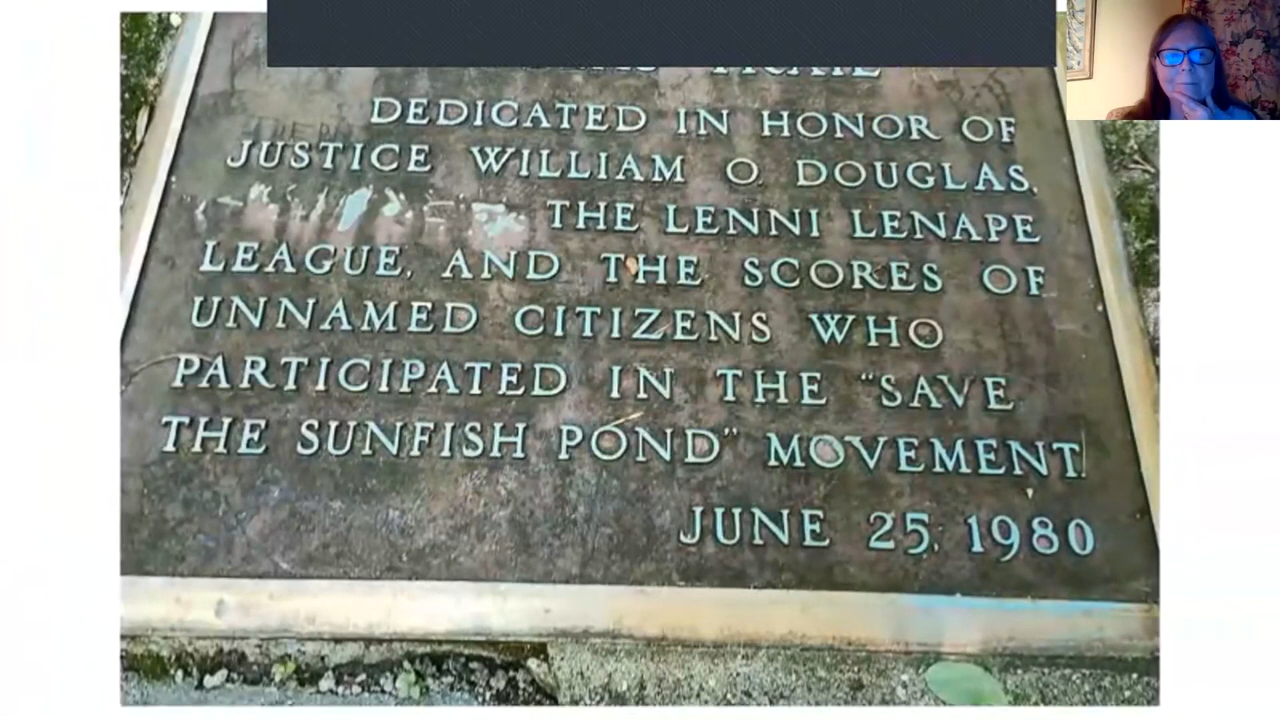 TRAIL
DEDICATED IN HONOR OF
JUSTICE WILLIAM O. DOUGLAS,
THE LENNI LENAPE
LEAGUE, AND THE SCORES OF
UNNAMED CITIZENS WHO
PARTICIPATED IN THE “SAVE
THE SUNFISH POND” MOVEMENT.
JUNE 25, 1980